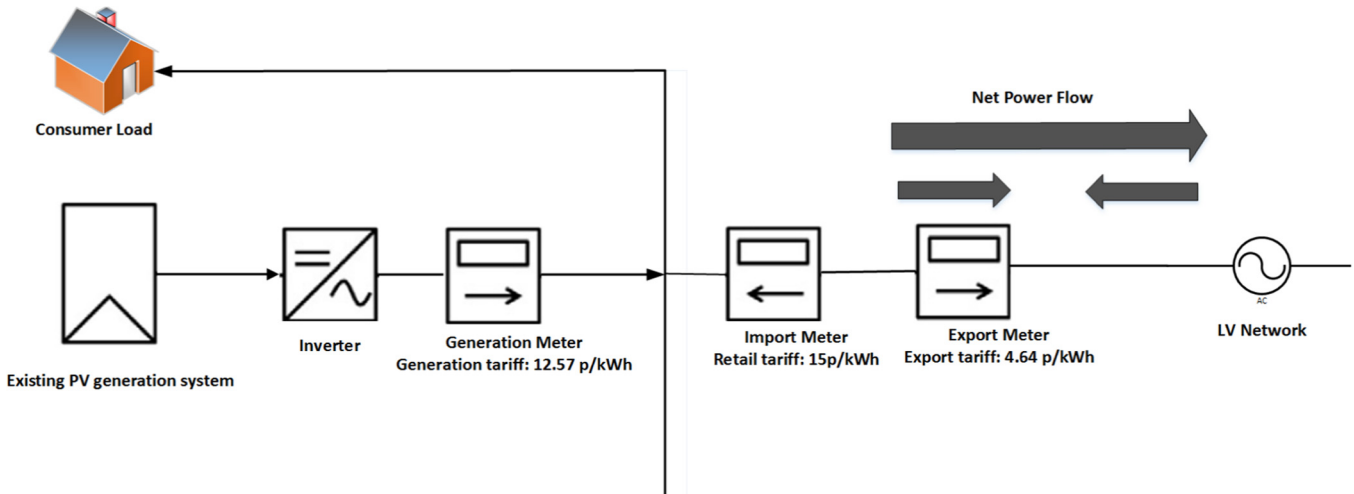 Net Power Flow
Consumer Load
Existing PV generation system
Inverter
Generation Meter
Generation tariff: 12.57 p/kWh
Import Meter
Retail tariff: 15p/kWh
Export Meter
Export tariff: 4.64 p/kWh
AC
LV Network